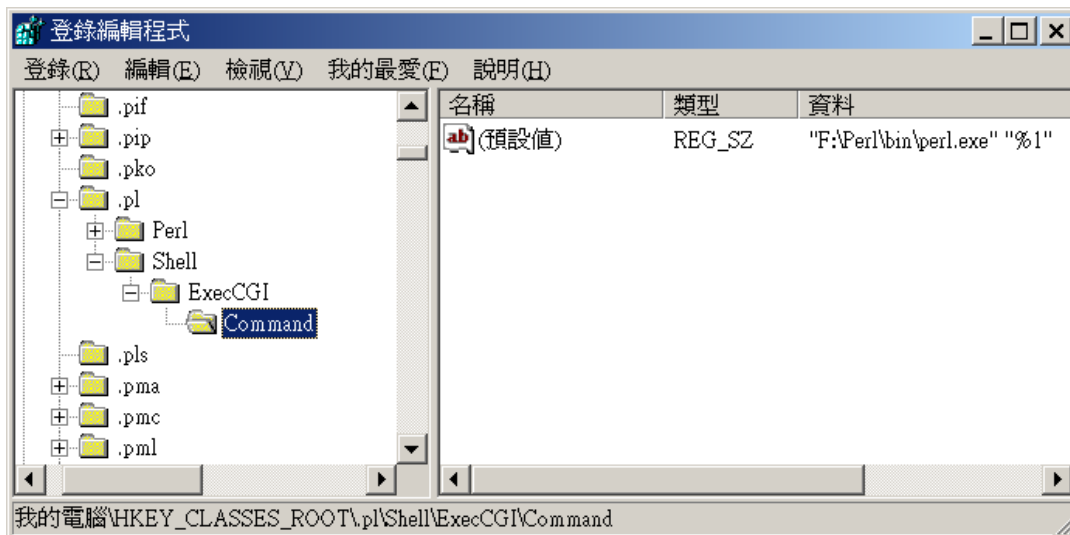 登錄編輯程式
登錄(R) 編輯(E) 檢視(V) 我的最愛(F) 說明(H)
.pif
.pip
.pko
.pl
Perl
Shell
ExecCGI
Command
.pls
.pma
.pmc
.pml
名稱 類型 資料
ab (預設值) REG_SZ "F:\Perl\bin\perl.exe" "%1"
我的電腦\HKEY_CLASSES_ROOT\.pl\Shell\ExecCGI\Command